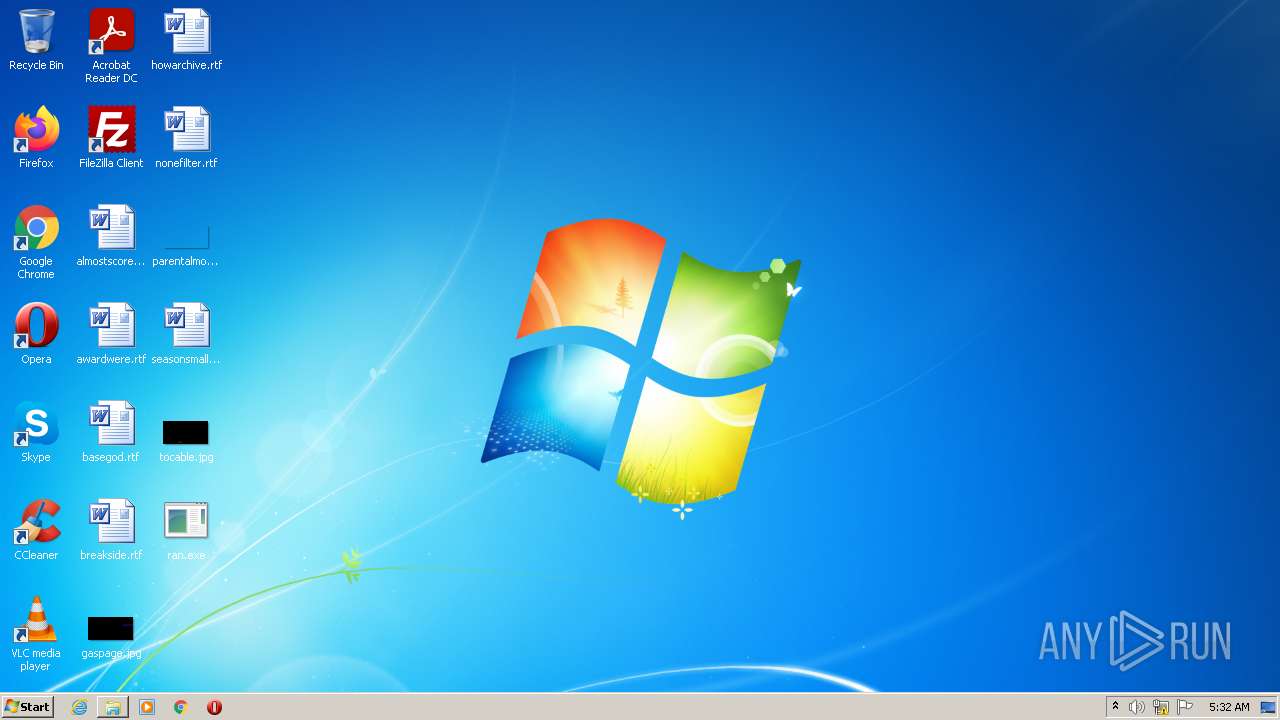 Recycle Bin
Acrobat
Reader DC
howarchive.rtf
Firefox
FileZilla Client
nonefilter.rtf
Google
Chrome
almostscore...
parentalmo...
Opera
awardwere.rtf
seasonsmall...
Skype
basegod.rtf
tocable.jpg
CCleaner
breakside.rtf
ran.exe
VLC media
player
gaspage.jpg
ANY RUN
Start
5:32 AM